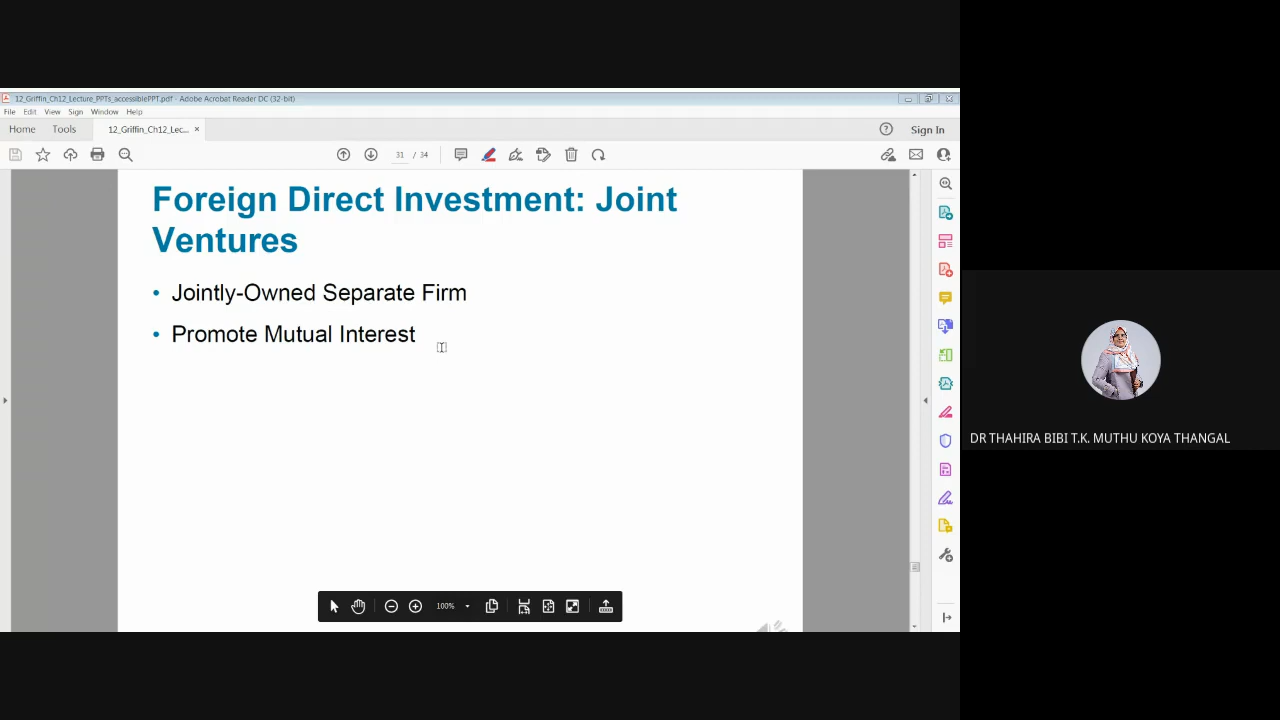 12_Griffin_Ch12_Lecture_PPTs_accessiblePPT.pdf - Adobe Acrobat Reader DC (32-bit)
File Edit View Sign Window Help
Home Tools 12_Griffin_Ch12_Lec... × Sign In
31 / 34
Foreign Direct Investment: Joint
Ventures
• Jointly-Owned Separate Firm
• Promote Mutual Interest
100%
DR THAHIRA BIBI T.K. MUTHU KOYA THANGAL